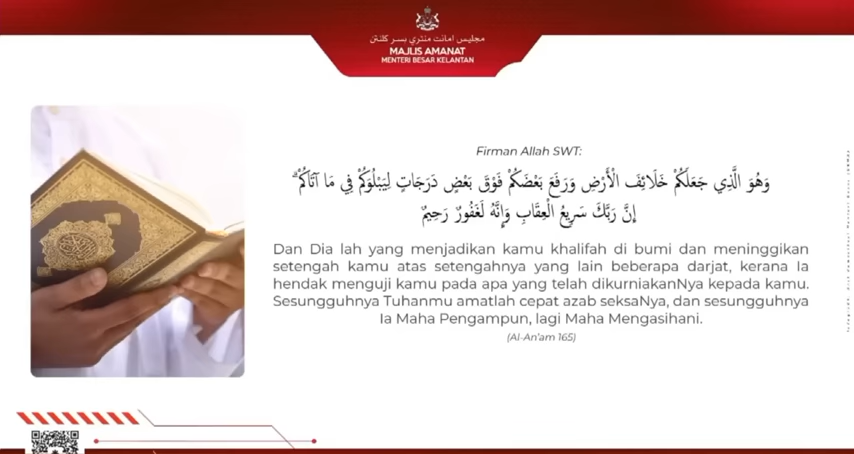 مجليس امانت منتري بسر كلنتن
MAJLIS AMANAT
MENTERI BESAR KELANTAN
Firman Allah SWT:
وَهُوَ الَّذِي جَعَلَكُمْ خَلَائِفَ الْأَرْضِ وَرَفَعَ بَعْضَكُمْ فَوْقَ بَعْضٍ دَرَجَاتٍ لِيَبْلُوَكُمْ فِي مَا آتَاكُمْ ۗ
إِنَّ رَبَّكَ سَرِيعُ الْعِقَابِ وَإِنَّهُ لَغَفُورٌ رَحِيمٌ
Dan Dia lah yang menjadikan kamu khalifah di bumi dan meninggikan
setengah kamu atas setengahnya yang lain beberapa darjat, kerana Ia
hendak menguji kamu pada apa yang telah dikurniakanNya kepada kamu.
Sesungguhnya Tuhanmu amatlah cepat azab seksaNya, dan sesungguhnya
Ia Maha Pengampun, lagi Maha Mengasihani.
(Al-An'am 165)